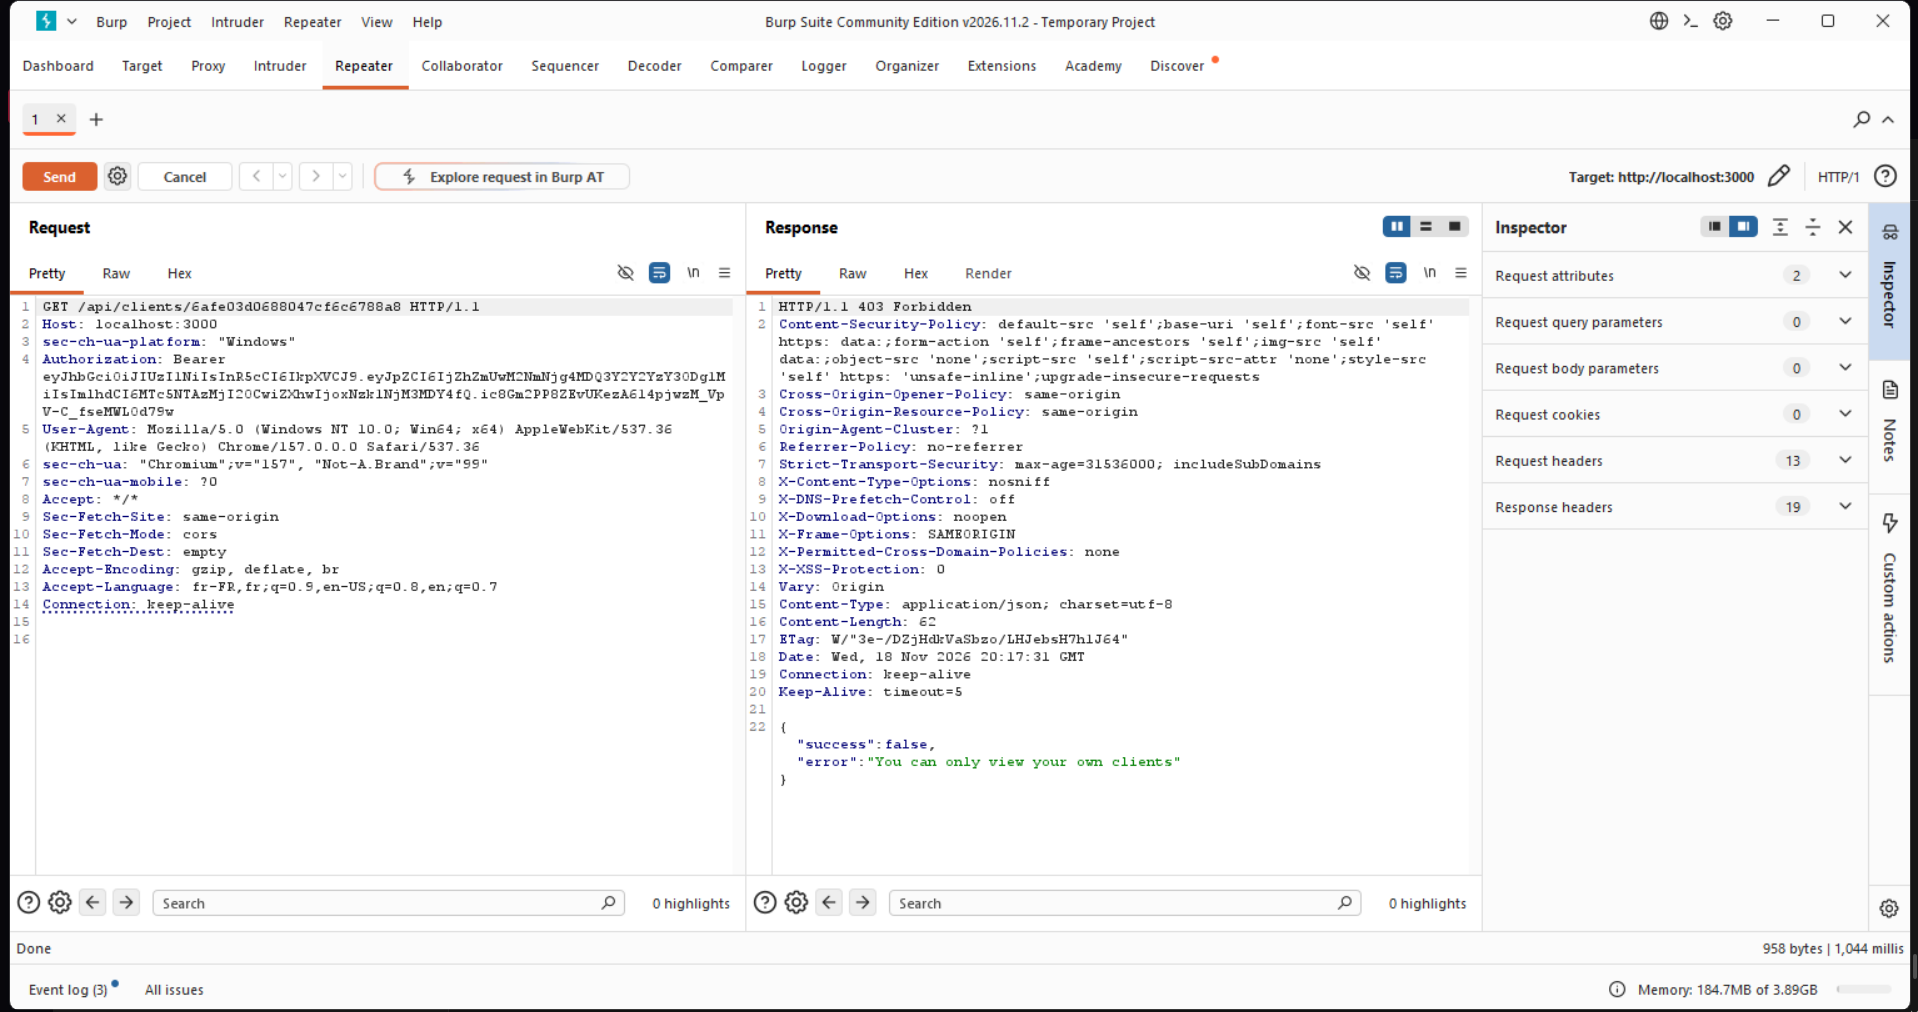 Burp Project Intruder Repeater View Help
Burp Suite Community Edition v2026.11.2 - Temporary Project
Dashboard Target Proxy Intruder Repeater Collaborator Sequencer Decoder Comparer Logger Organizer Extensions Academy Discover
1 × +
Send Cancel < > Explore request in Burp AT Target: http://localhost:3000 HTTP/1 ?
Request
Pretty Raw Hex \n
1 GET /api/clients/6afe03d0688047cf6c6788a8 HTTP/1.1
2 Host: localhost:3000
3 sec-ch-ua-platform: "Windows"
4 Authorization: Bearer
5 User-Agent: Mozilla/5.0 (Windows NT 10.0; Win64; x64) AppleWebKit/537.36
(KHTML, like Gecko) Chrome/157.0.0.0 Safari/537.36
6 sec-ch-ua: "Chromium";v="157", "Not-A.Brand";v="99"
7 sec-ch-ua-mobile: ?0
8 Accept: */*
9 Sec-Fetch-Site: same-origin
10 Sec-Fetch-Mode: cors
11 Sec-Fetch-Dest: empty
12 Accept-Encoding: gzip, deflate, br
13 Accept-Language: fr-FR,fr;q=0.9,en-US;q=0.8,en;q=0.7
14 Connection: keep-alive
15
16
? Search 0 highlights
Response
Pretty Raw Hex Render \n
1 HTTP/1.1 403 Forbidden
2 Content-Security-Policy: default-src 'self';base-uri 'self';font-src 'self'
https: data:;form-action 'self';frame-ancestors 'self';img-src 'self'
data:;object-src 'none';script-src 'self';script-src-attr 'none';style-src
'self' https: 'unsafe-inline';upgrade-insecure-requests
3 Cross-Origin-Opener-Policy: same-origin
4 Cross-Origin-Resource-Policy: same-origin
5 Origin-Agent-Cluster: ?1
6 Referrer-Policy: no-referrer
7 Strict-Transport-Security: max-age=31536000; includeSubDomains
8 X-Content-Type-Options: nosniff
9 X-DNS-Prefetch-Control: off
10 X-Download-Options: noopen
11 X-Frame-Options: SAMEORIGIN
12 X-Permitted-Cross-Domain-Policies: none
13 X-XSS-Protection: 0
14 Vary: Origin
15 Content-Type: application/json; charset=utf-8
16 Content-Length: 62
17 ETag: W/"3e-/DZjHdkVaSbzo/LHJebsH7h1J64"
18 Date: Wed, 18 Nov 2026 20:17:31 GMT
19 Connection: keep-alive
20 Keep-Alive: timeout=5
21
22 {
"success":false,
"error":"You can only view your own clients"
}
? Search 0 highlights
Inspector
Request attributes 2
Request query parameters 0
Request body parameters 0
Request cookies 0
Request headers 13
Response headers 19
Inspector
Notes
Custom actions
Done 958 bytes | 1,044 millis
Event log (3) All issues Memory: 184.7MB of 3.89GB